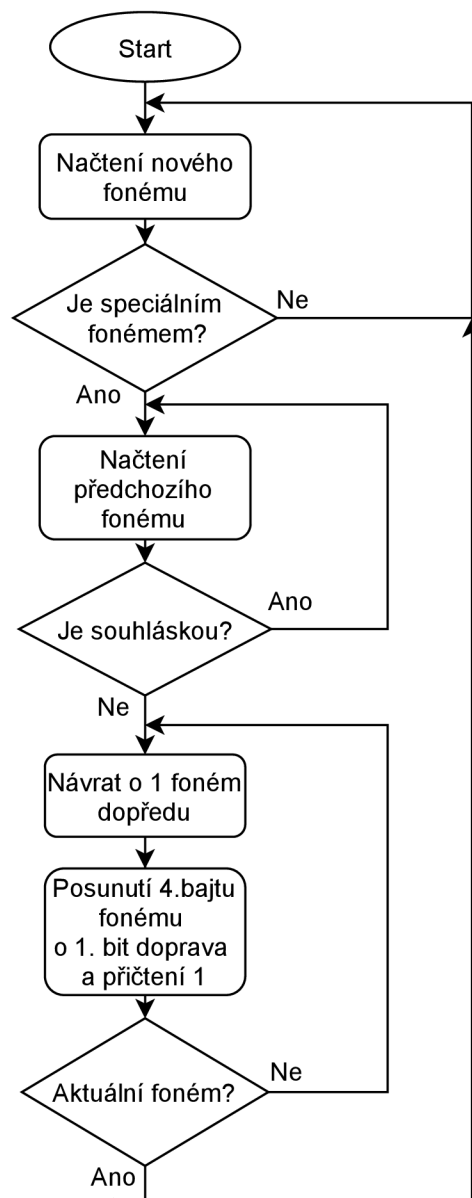 Start
Načtení nového
fonému
Je speciálním
fonémem?
Ne
Ano
Načtení
předchozího
fonému
Je souhláskou?
Ano
Ne
Návrat o 1 foném
dopředu
Posunutí 4.bajtu
fonému
o 1. bit doprava
a přičtení 1
Aktuální foném?
Ne
Ano